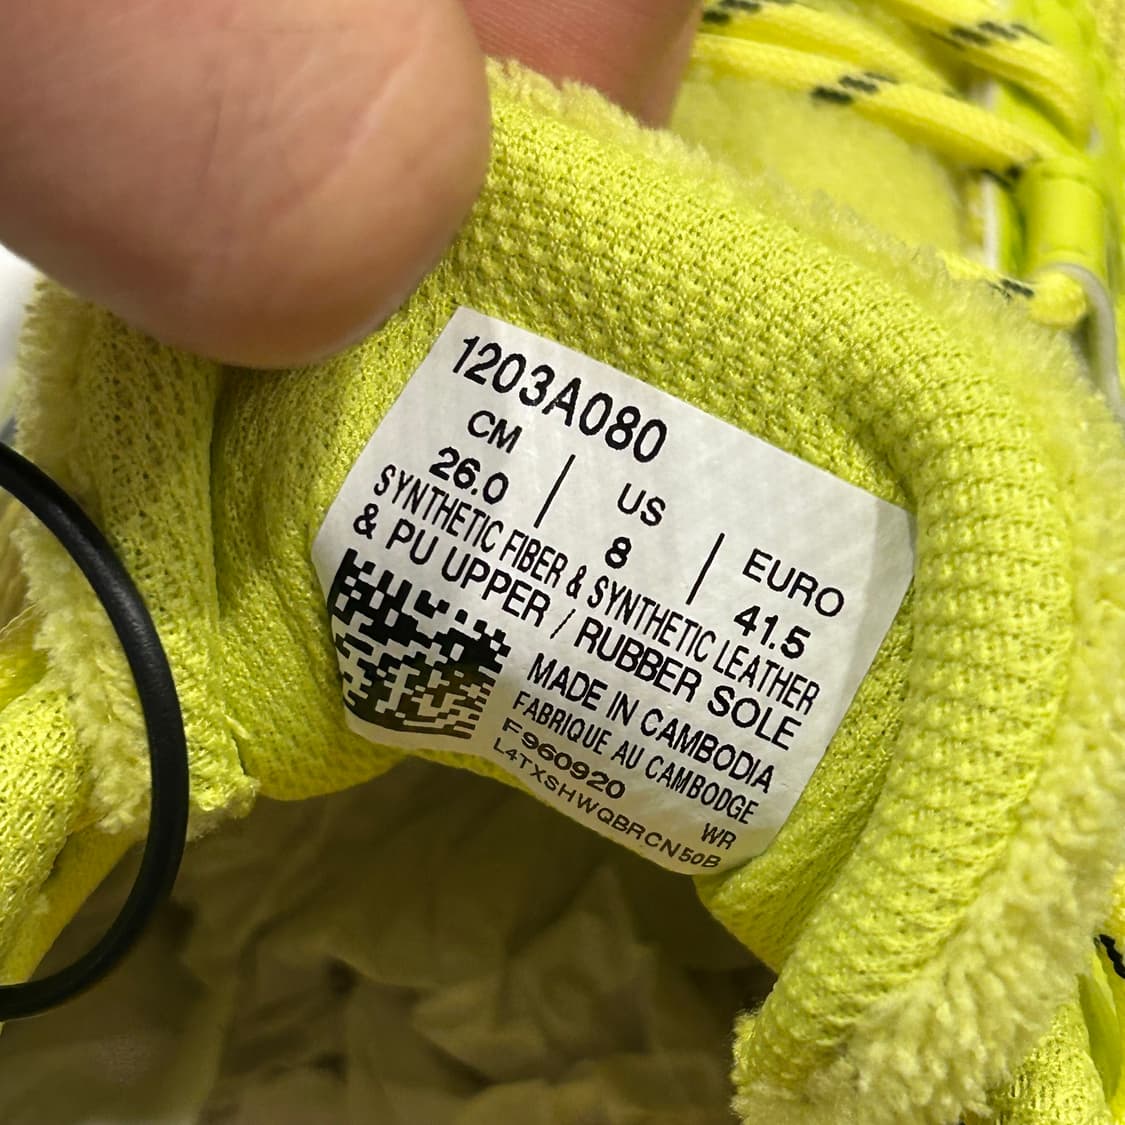 1203A080
CM | US | EURO
26.0 | 8 | 41.5
SYNTHETIC FIBER & SYNTHETIC LEATHER
& PU UPPER / RUBBER SOLE
MADE IN CAMBODIA
FABRIQUE AU CAMBODGE
F960920 WR
L4TXSHWQBRCN50B